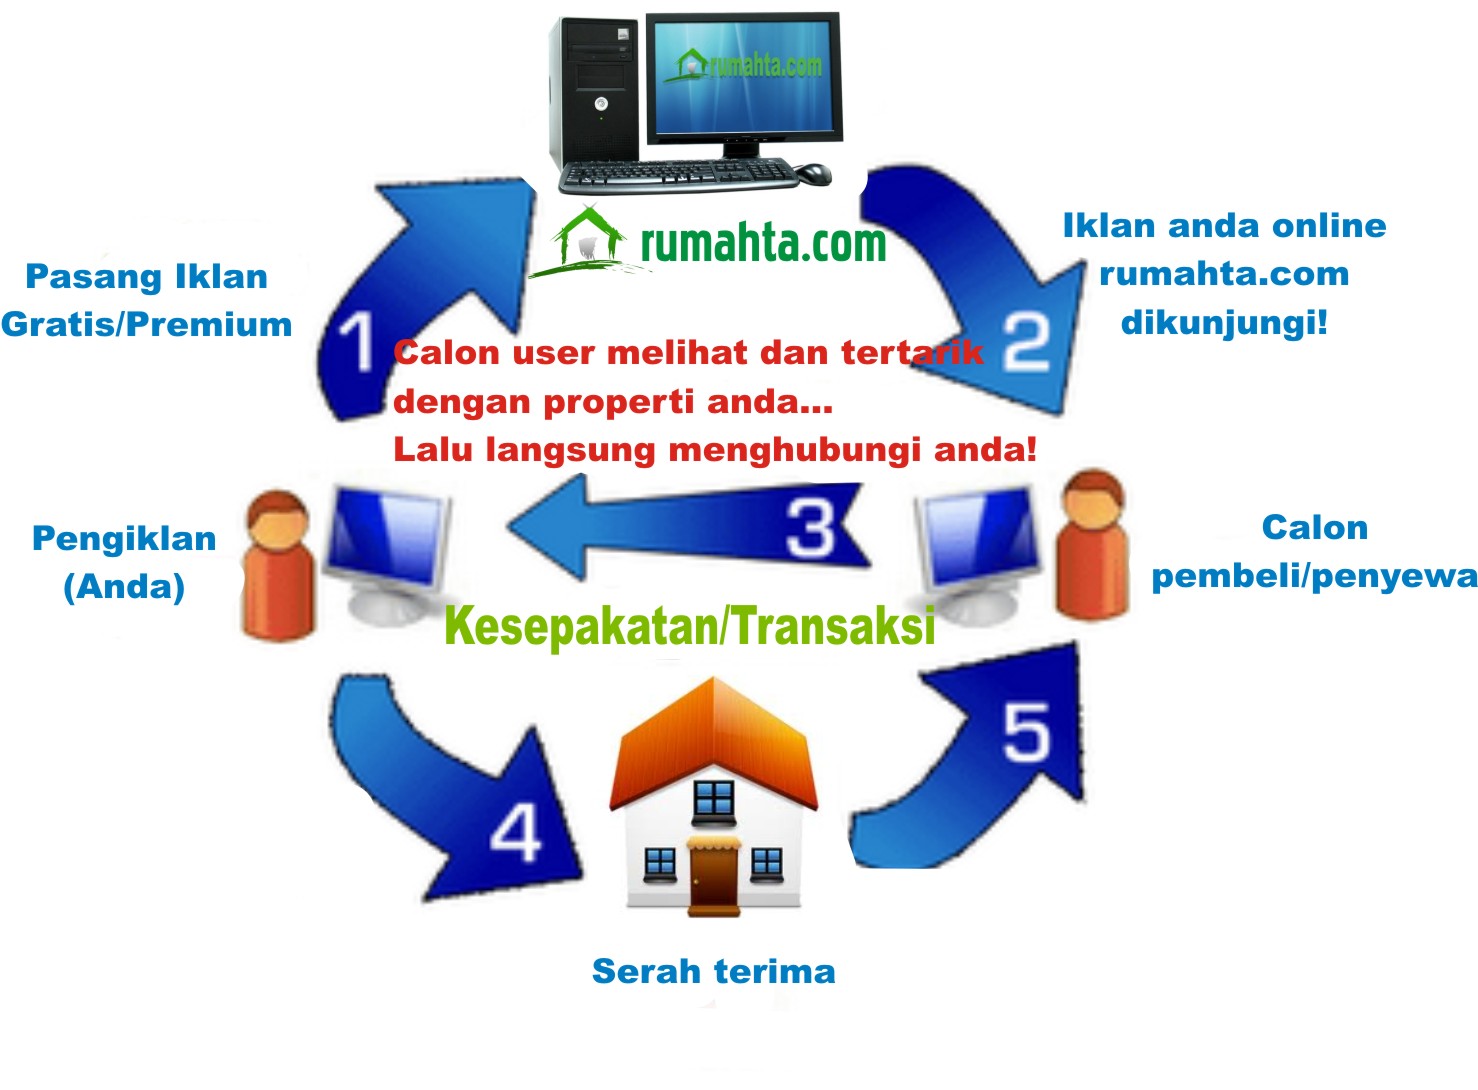 rumahta.com
rumahta.com
Pasang Iklan
Gratis/Premium
1
Iklan anda online
rumahta.com
dikunjungi!
2
Calon user melihat dan tertarik
dengan properti anda...
Lalu langsung menghubungi anda!
3
Pengiklan
(Anda)
Calon
pembeli/penyewa
Kesepakatan/Transaksi
4
5
Serah terima